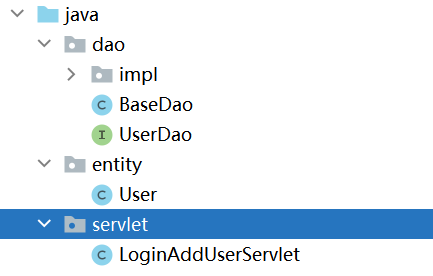 java
dao
impl
C BaseDao
I UserDao
entity
C User
servlet
C LoginAddUserServlet